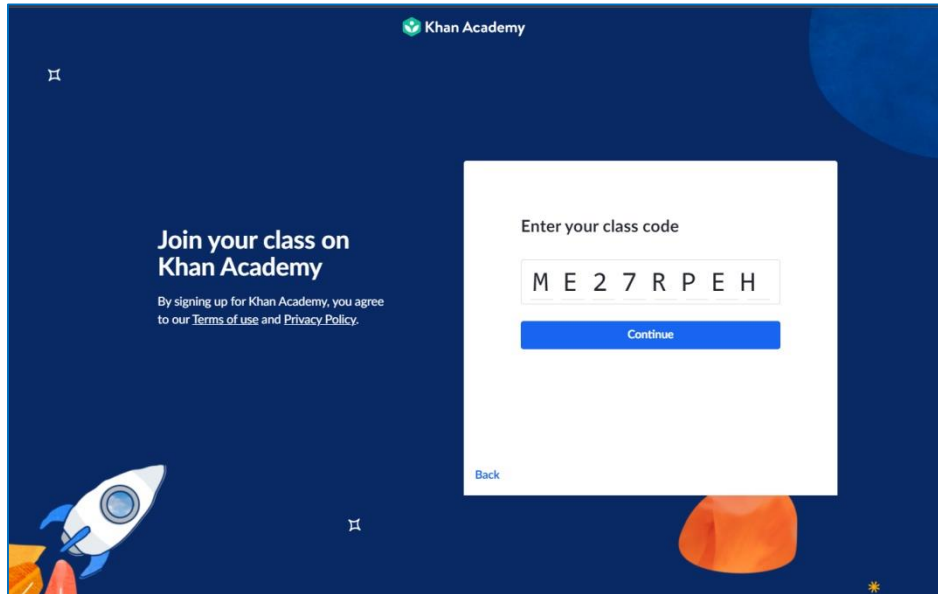 Khan Academy
Join your class on
Khan Academy
By signing up for Khan Academy, you agree
to our Terms of use and Privacy Policy.
Enter your class code
M E 2 7 R P E H
Continue
Back